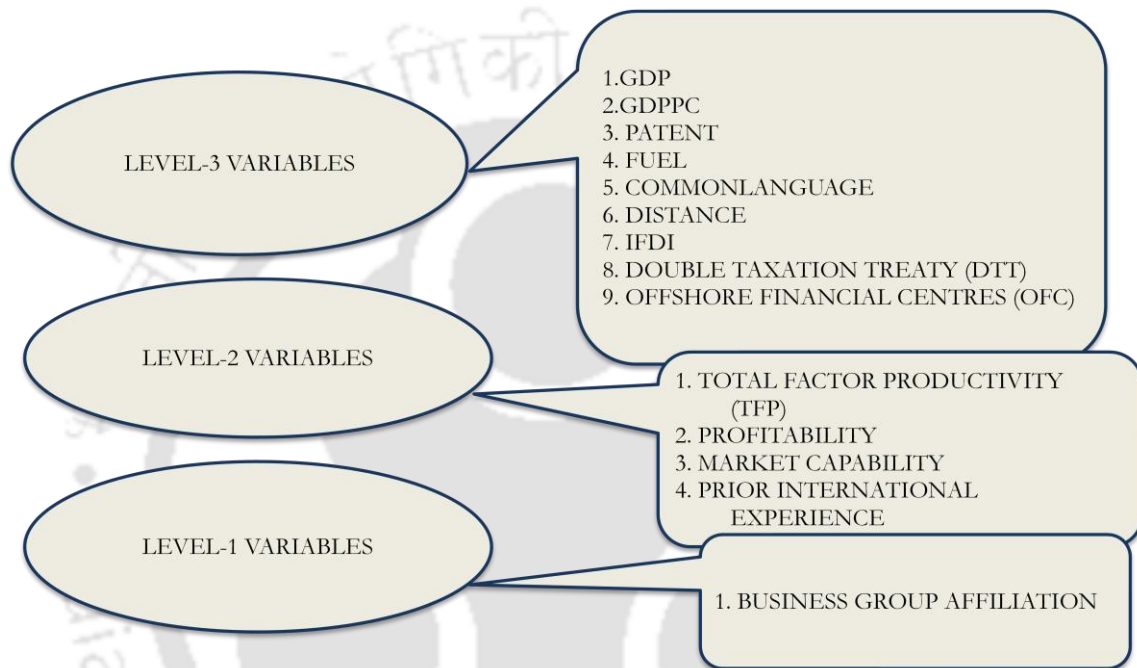 LEVEL-3 VARIABLES
1.GDP
2.GDPPC
3. PATENT
4. FUEL
5. COMMONLANGUAGE
6. DISTANCE
7. IFDI
8. DOUBLE TAXATION TREATY (DTT)
9. OFFSHORE FINANCIAL CENTRES (OFC)
LEVEL-2 VARIABLES
1. TOTAL FACTOR PRODUCTIVITY
(TFP)
2. PROFITABILITY
3. MARKET CAPABILITY
4. PRIOR INTERNATIONAL
EXPERIENCE
LEVEL-1 VARIABLES
1. BUSINESS GROUP AFFILIATION